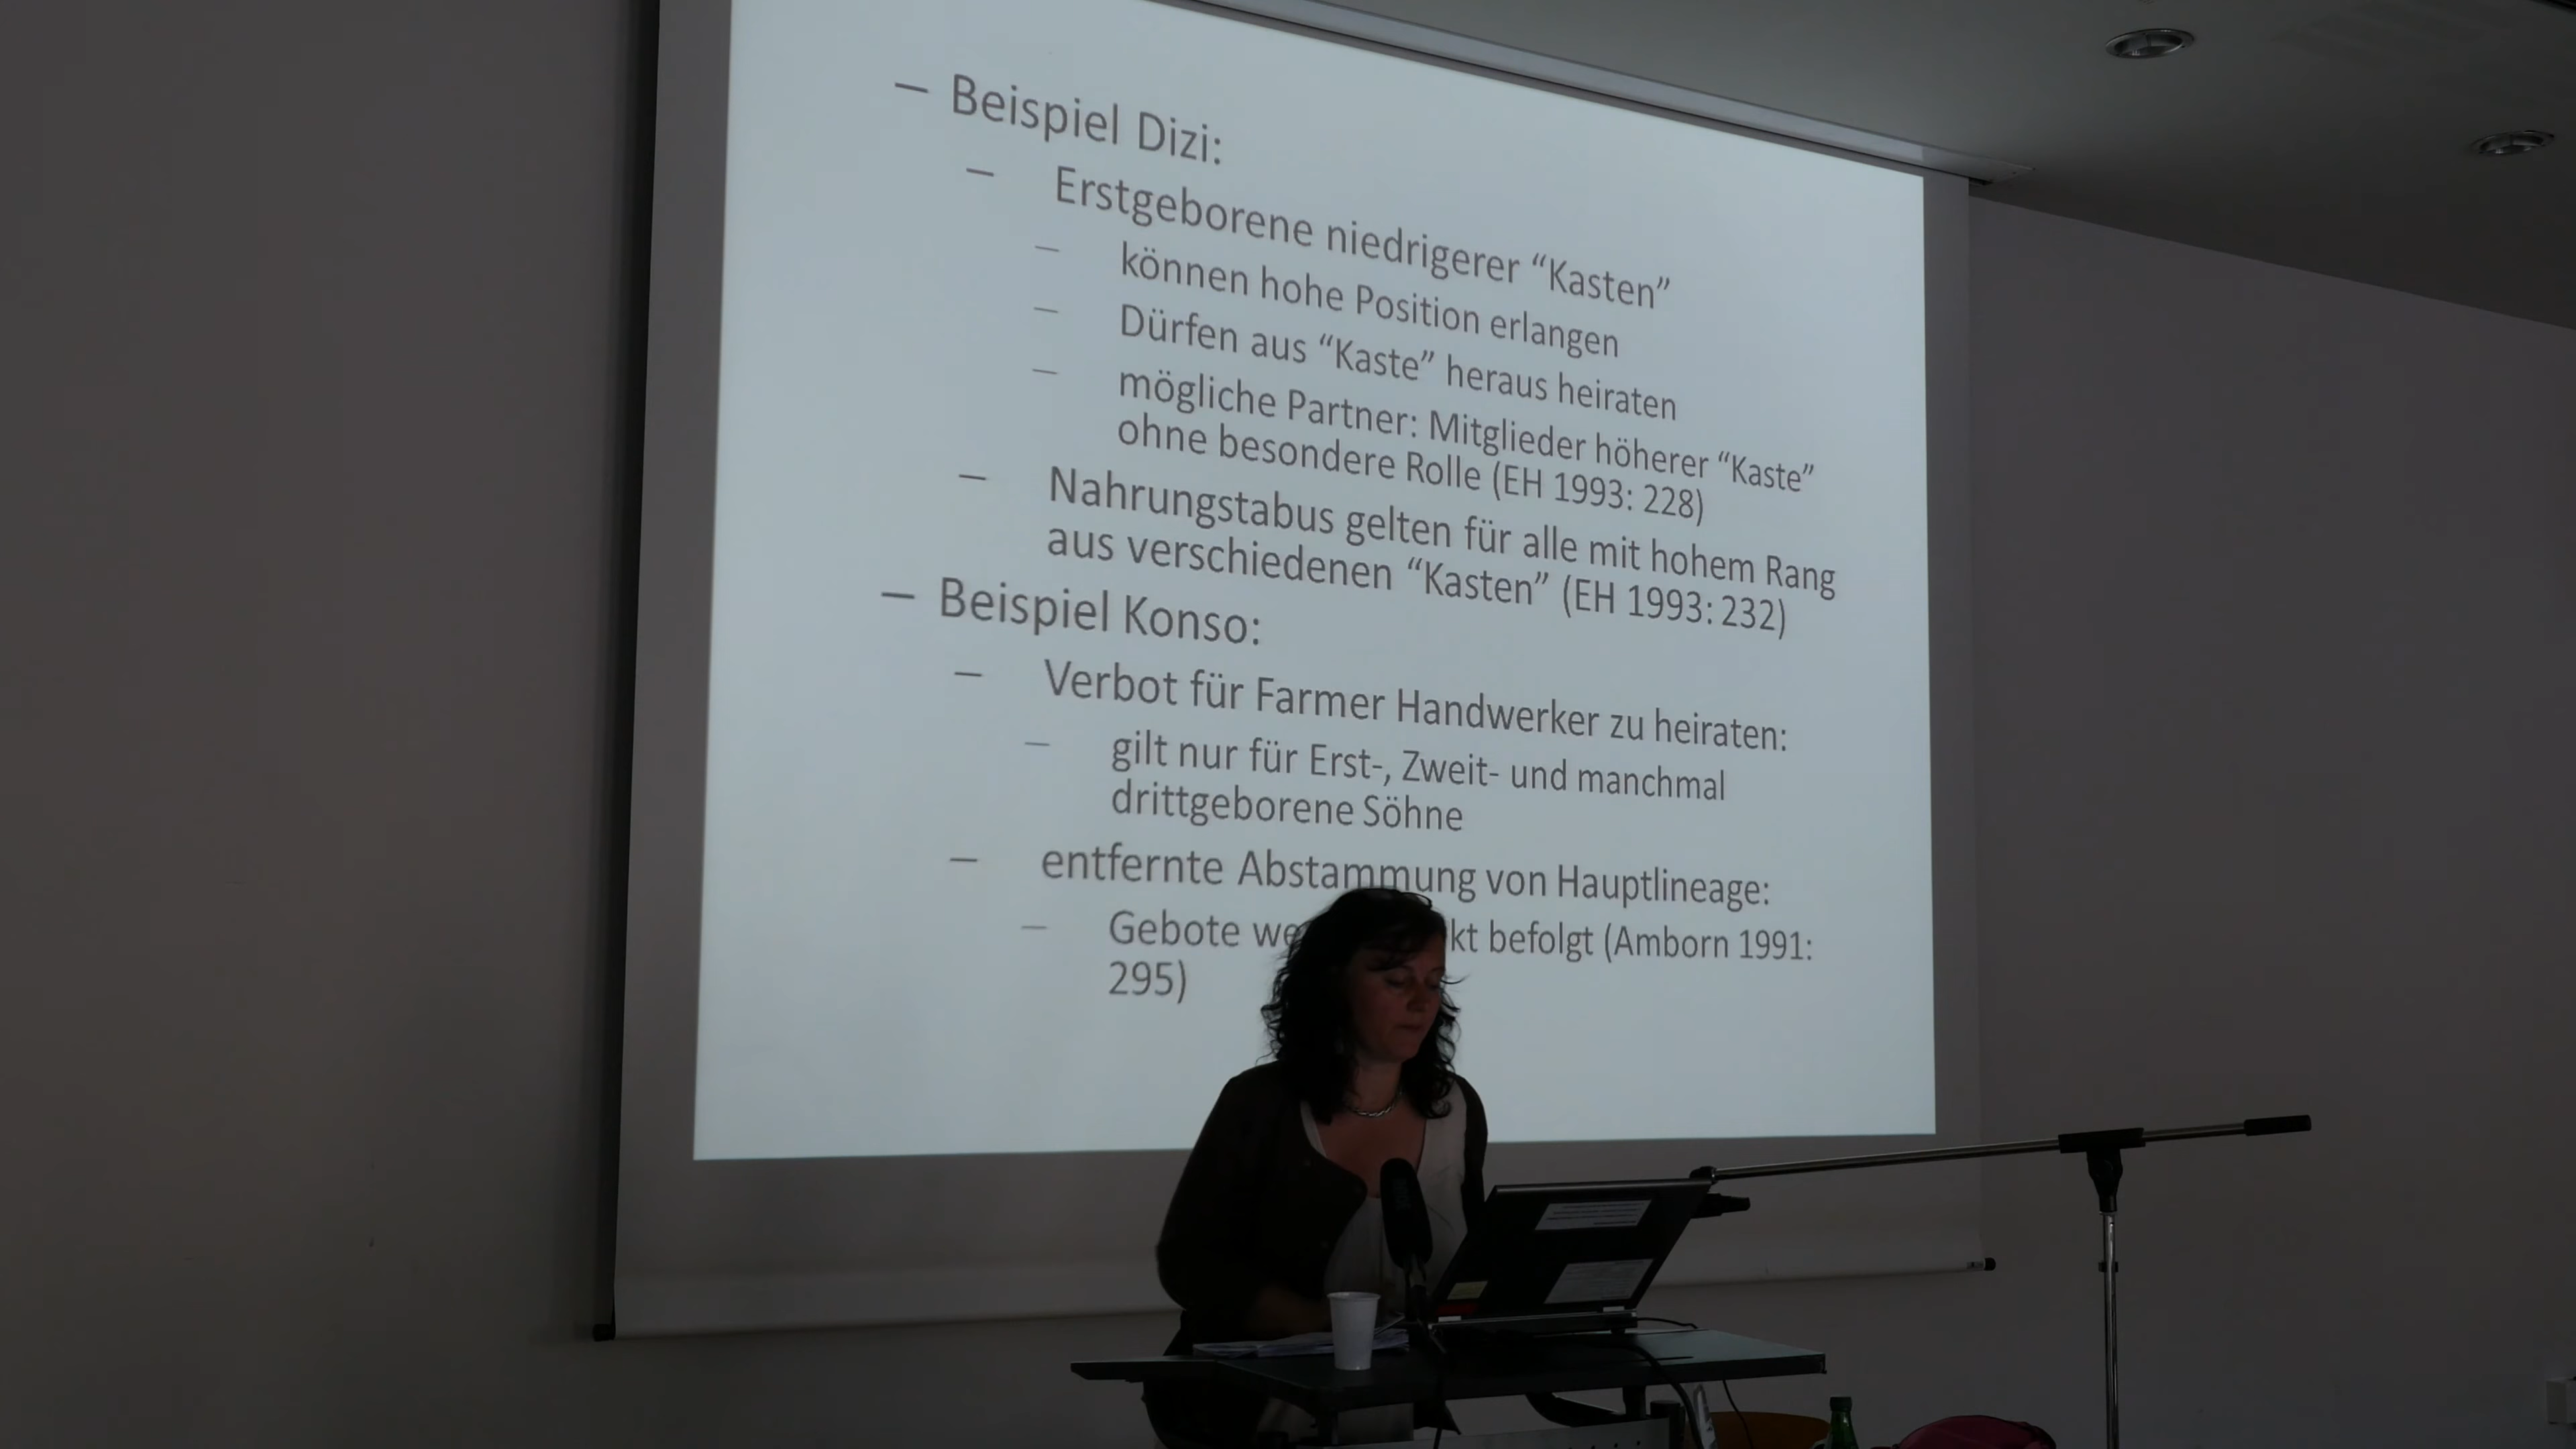 – Beispiel Dizi:
– Erstgeborene niedrigerer “Kasten”
– können hohe Position erlangen
– Dürfen aus “Kaste” heraus heiraten
– mögliche Partner: Mitglieder höherer “Kaste”
ohne besondere Rolle (EH 1993: 228)
– Nahrungstabus gelten für alle mit hohem Rang
aus verschiedenen “Kasten” (EH 1993: 232)
– Beispiel Konso:
– Verbot für Farmer Handwerker zu heiraten:
– gilt nur für Erst-, Zweit- und manchmal
drittgeborene Söhne
– entfernte Abstammung von Hauptlineage:
– Gebote befolgt (Amborn 1991:
295)